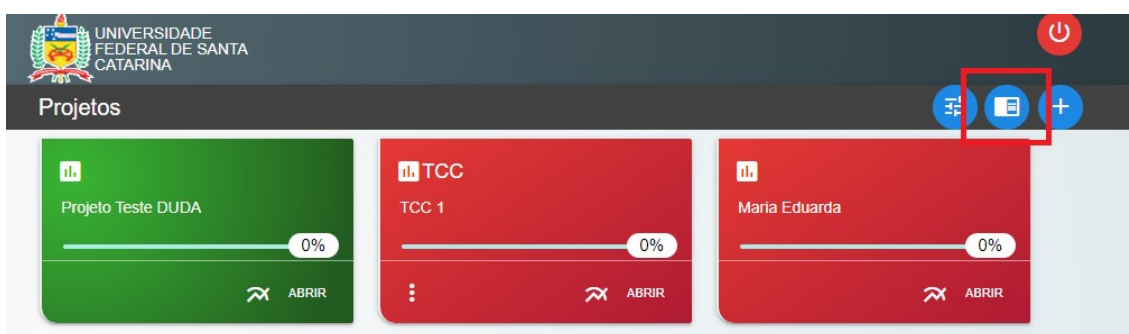 UNIVERSIDADE
FEDERAL DE SANTA
CATARINA
Projetos
TCC
Projeto Teste DUDA
TCC 1
Maria Eduarda
0%
0%
0%
ABRIR
ABRIR
ABRIR